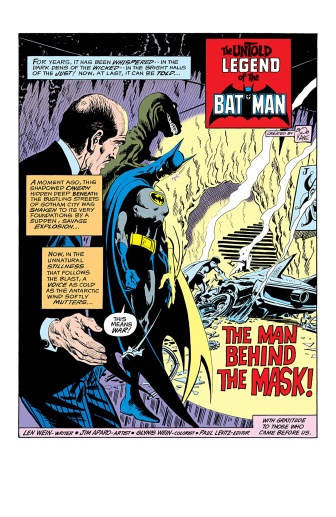 FOR YEARS, IT HAS BEEN WHISPERED--IN THE
DARK DENS OF THE WICKED--IN THE BRIGHT HALLS
OF THE JUST! NOW, AT LAST, IT CAN BE TOLD...
THE UNTOLD
LEGEND
of the
BATMAN
CREATED BY BOB KANE
A MOMENT AGO, THIS
SHADOWED CAVERN
HIDDEN DEEP BENEATH
THE BUSTLING STREETS
OF GOTHAM CITY WAS
SHAKEN TO ITS VERY
FOUNDATIONS BY A
SUDDEN, SAVAGE
EXPLOSION...
NOW, IN THE
UNNATURAL
STILLNESS
THAT FOLLOWS
THE BLAST, A
VOICE AS COLD
AS THE ANTARCTIC
WIND SOFTLY
MUTTERS...
THIS
MEANS
WAR!
THE MAN
BEHIND
THE MASK!
LEN WEIN-WRITER • JIM APARO-ARTIST • GLYNIS WEIN-COLORIST • PAUL LEVITZ-EDITOR
WITH GRATITUDE
TO THOSE WHO
CAME BEFORE US.